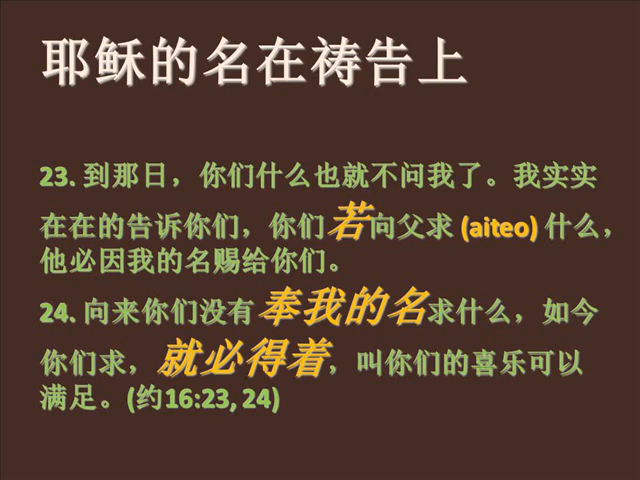 耶稣的名在祷告上
23. 到那日，你们什么也就不问我了。我实实
在在的告诉你们，你们若向父求 (aiteo) 什么，
他必因我的名赐给你们。
24. 向来你们没有奉我的名求什么，如今
你们求，就必得着，叫你们的喜乐可以
满足。(约16:23, 24)